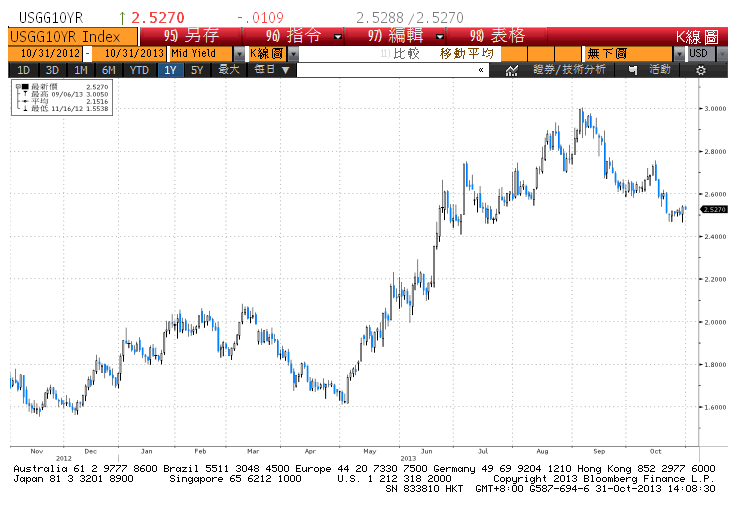 USGG10YR ↑ 2.5270 -.0109 2.5288 / 2.5270
USGG10YR Index 95) 另存 96) 指令 97) 編輯 98) 表格 K線圖
10/31/2012 - 10/31/2013 Mid Yield K線圖 比較 移動平均 無下圖 USD
1D 3D 1M 6M YTD 1Y 5Y 最大 每日 ▼ « 證券/技術分析 活動
最新價 2.5270
最高 09/06/13 3.0050
平均 2.1516
最低 11/16/12 1.5538
3.0000
2.8000
2.6000
2.5270
2.4000
2.2000
2.0000
1.8000
1.6000
Nov Dec Jan Feb Mar Apr May Jun Jul Aug Sep Oct
2012 2013
Australia 61 2 9777 8600 Brazil 5511 3048 4500 Europe 44 20 7330 7500 Germany 49 69 9204 1210 Hong Kong 852 2977 6000
Japan 81 3 3201 8900 Singapore 65 6212 1000 U.S. 1 212 318 2000 Copyright 2013 Bloomberg Finance L.P.
SN 833810 HKT GMT+8:00 G587-694-6 31-Oct-2013 14:08:30